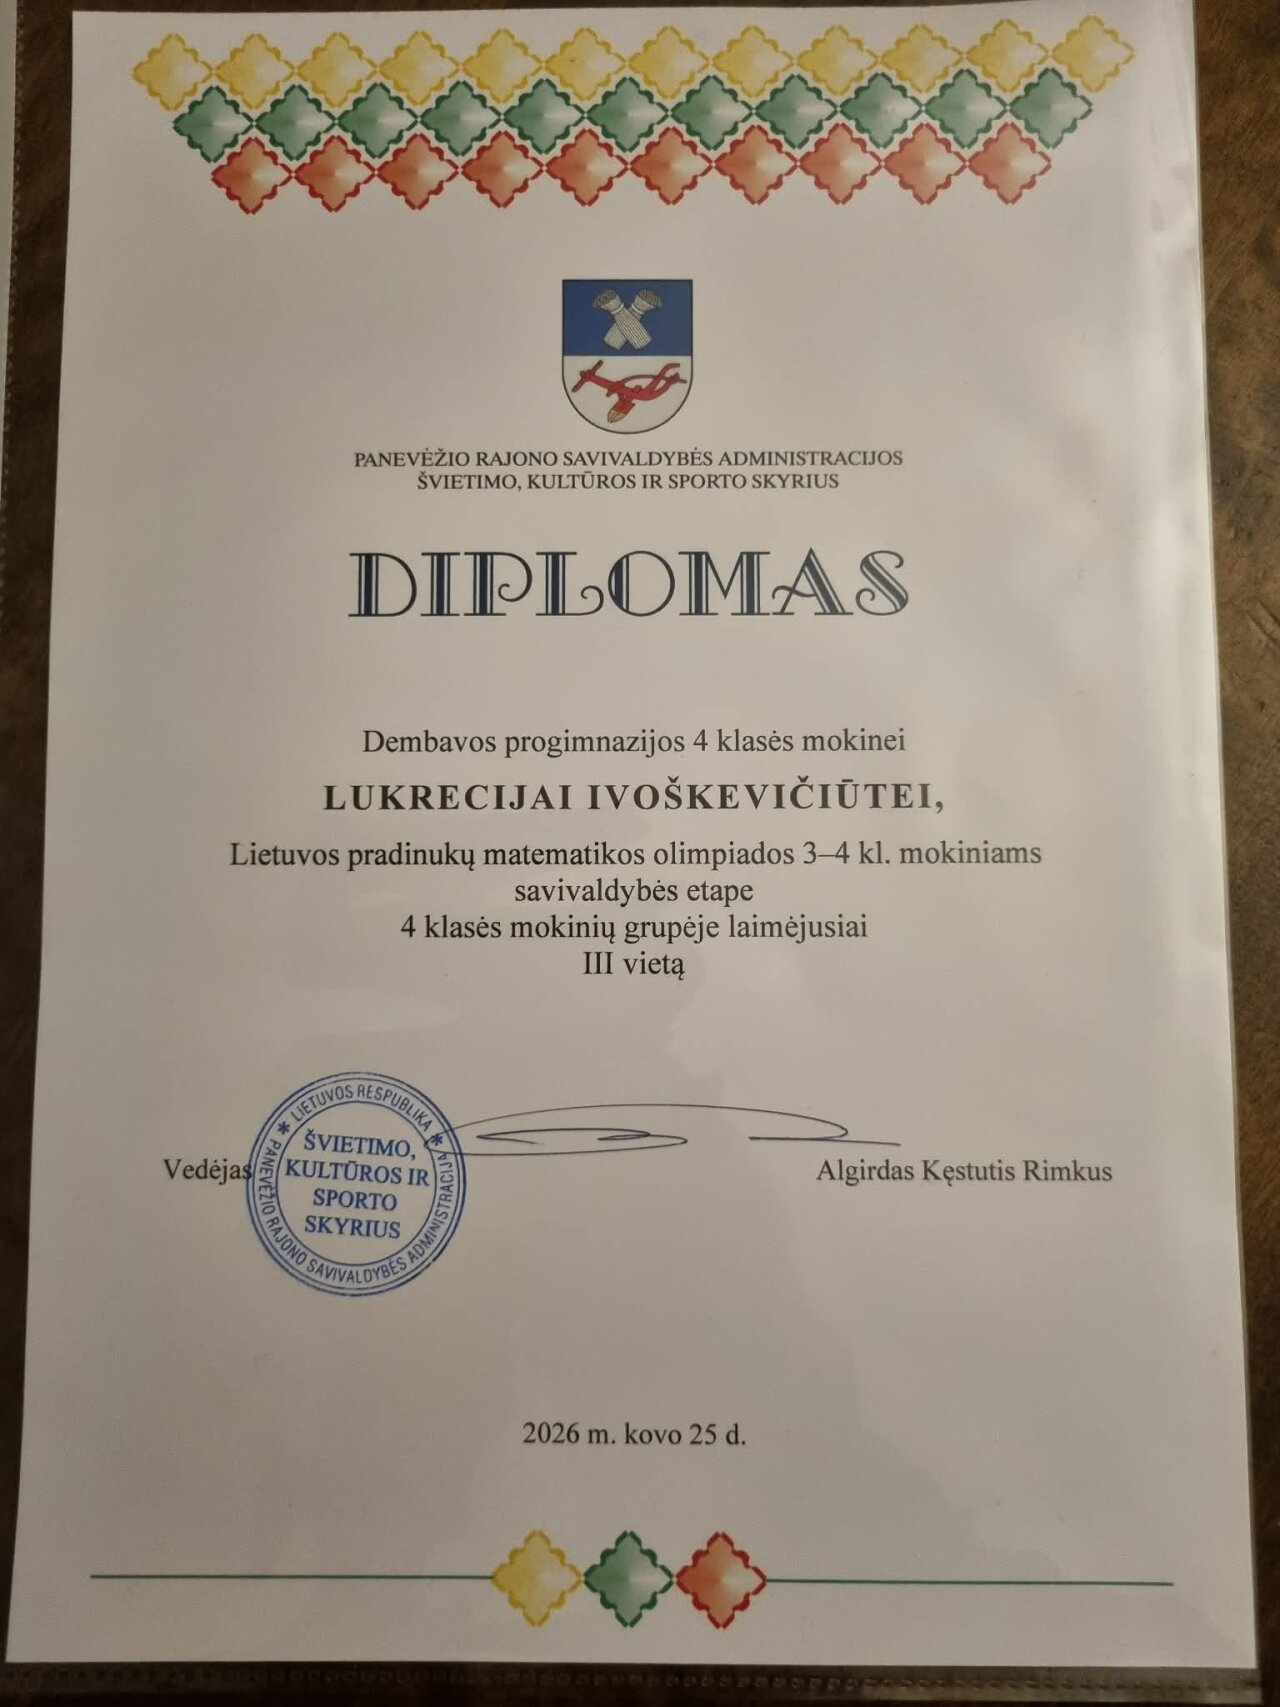 PANEVĖŽIO RAJONO SAVIVALDYBĖS ADMINISTRACIJOS
ŠVIETIMO, KULTŪROS IR SPORTO SKYRIUS
DIPLOMAS
Dembavos progimnazijos 4 klasės mokinei
LUKRECIJAI IVOŠKEVIČIŪTEI,
Lietuvos pradinukų matematikos olimpiados 3–4 kl. mokiniams
savivaldybės etape
4 klasės mokinių grupėje laimėjusiai
III vietą
Vedėjas
LIETUVOS RESPUBLIKA
PANEVĖŽIO RAJONO SAVIVALDYBĖS ADMINISTRACIJA
ŠVIETIMO,
KULTŪROS IR
SPORTO
SKYRIUS
Algirdas Kęstutis Rimkus
2026 m. kovo 25 d.